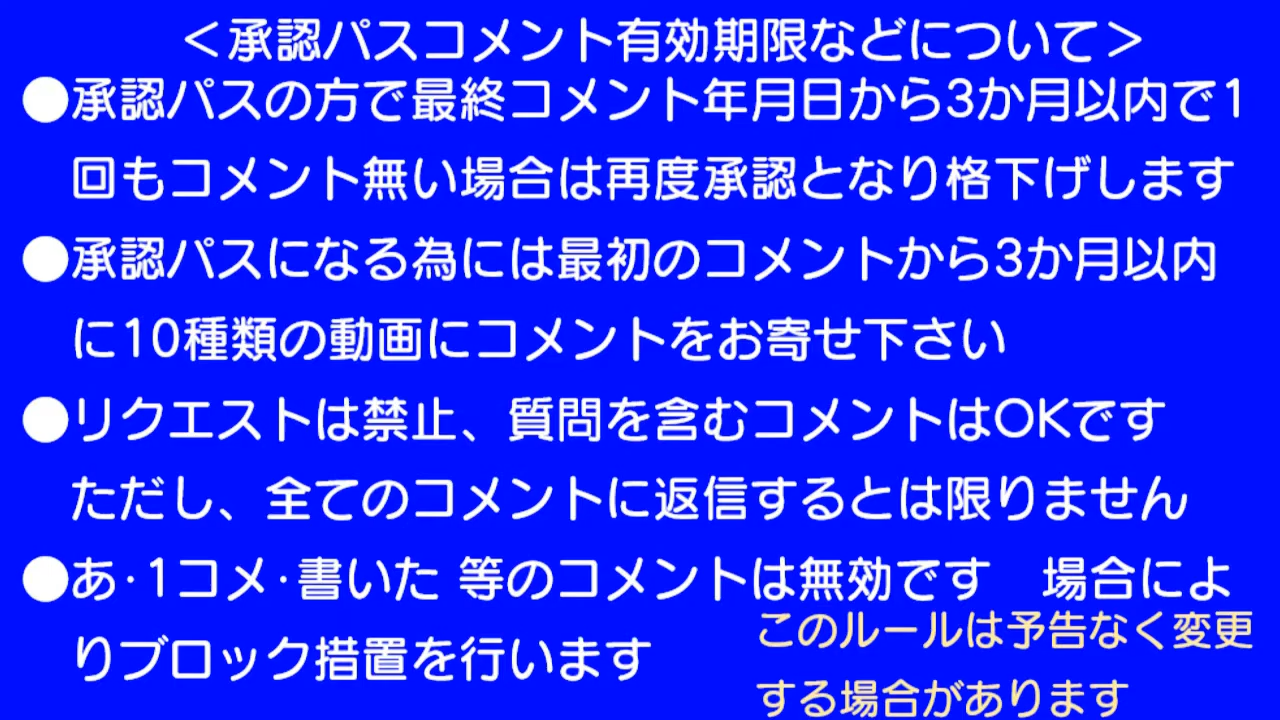 ＜承認パスコメント有効期限などについて＞
●承認パスの方で最終コメント年月日から3か月以内で1
回もコメント無い場合は再度承認となり格下げします
●承認パスになる為には最初のコメントから3か月以内
に10種類の動画にコメントをお寄せ下さい
●リクエストは禁止、質問を含むコメントはOKです
ただし、全てのコメントに返信するとは限りません
●あ･1コメ･書いた 等のコメントは無効です　場合によ
りブロック措置を行います
このルールは予告なく変更
する場合があります